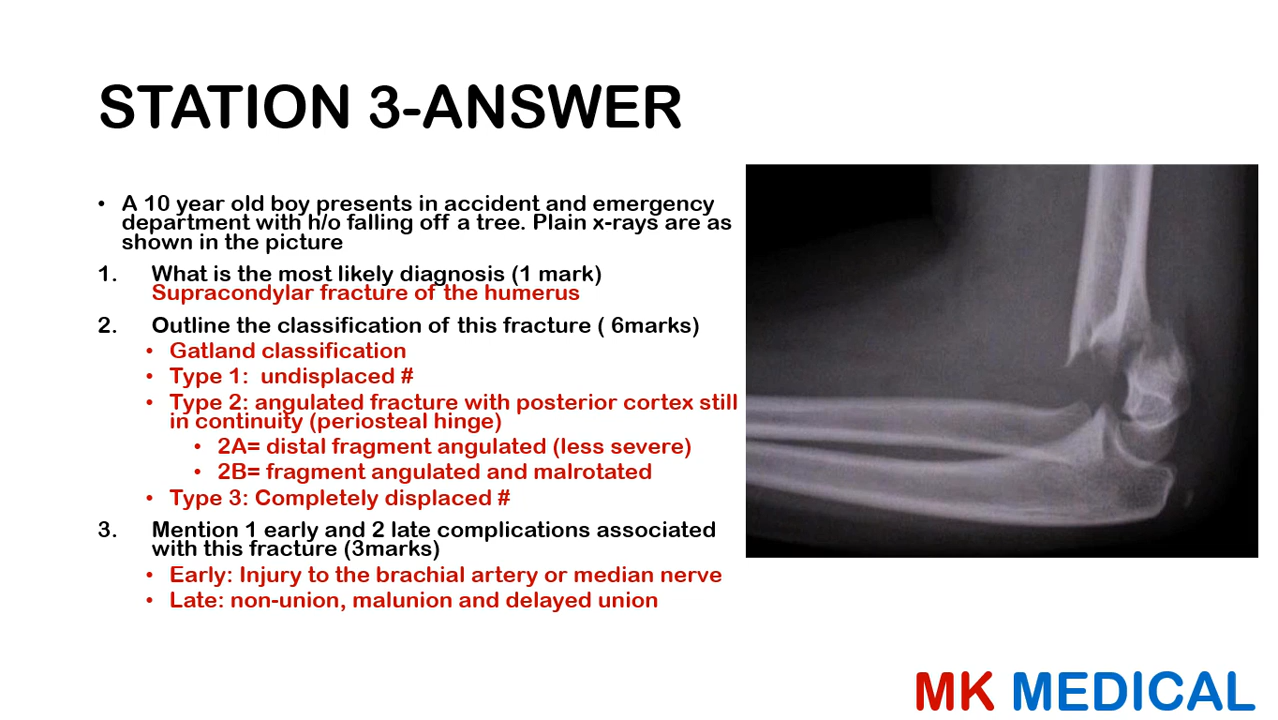 STATION 3-ANSWER
• A 10 year old boy presents in accident and emergency
department with h/o falling off a tree. Plain x-rays are as
shown in the picture
1. What is the most likely diagnosis (1 mark)
Supracondylar fracture of the humerus
2. Outline the classification of this fracture ( 6marks)
• Gatland classification
• Type 1: undisplaced #
• Type 2: angulated fracture with posterior cortex still
in continuity (periosteal hinge)
• 2A= distal fragment angulated (less severe)
• 2B= fragment angulated and malrotated
• Type 3: Completely displaced #
3. Mention 1 early and 2 late complications associated
with this fracture (3marks)
• Early: Injury to the brachial artery or median nerve
• Late: non-union, malunion and delayed union
MK MEDICAL